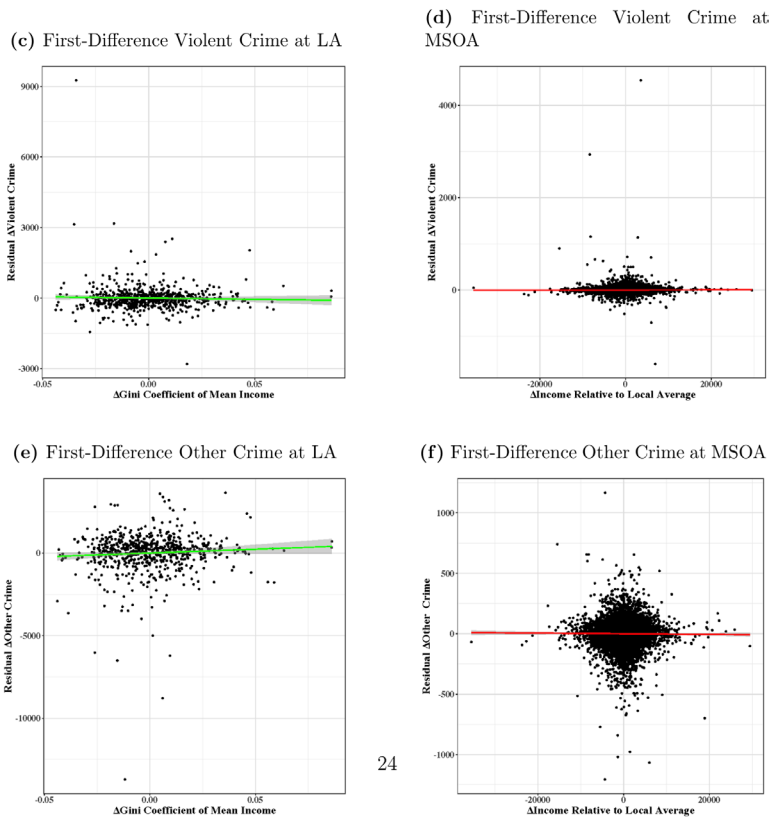 (c) First-Difference Violent Crime at LA
(d) First-Difference Violent Crime at
MSOA
9000
6000
3000
0
-3000
Residual ΔViolent Crime
-0.05 0.00 0.05
ΔGini Coefficient of Mean Income
4000
2000
0
Residual ΔViolent Crime
-20000 0 20000
ΔIncome Relative to Local Average
(e) First-Difference Other Crime at LA
(f) First-Difference Other Crime at MSOA
0
-5000
-10000
Residual ΔOther Crime
-0.05 0.00 0.05
ΔGini Coefficient of Mean Income
1000
500
0
-500
-1000
Residual ΔOther Crime
-20000 0 20000
ΔIncome Relative to Local Average
24